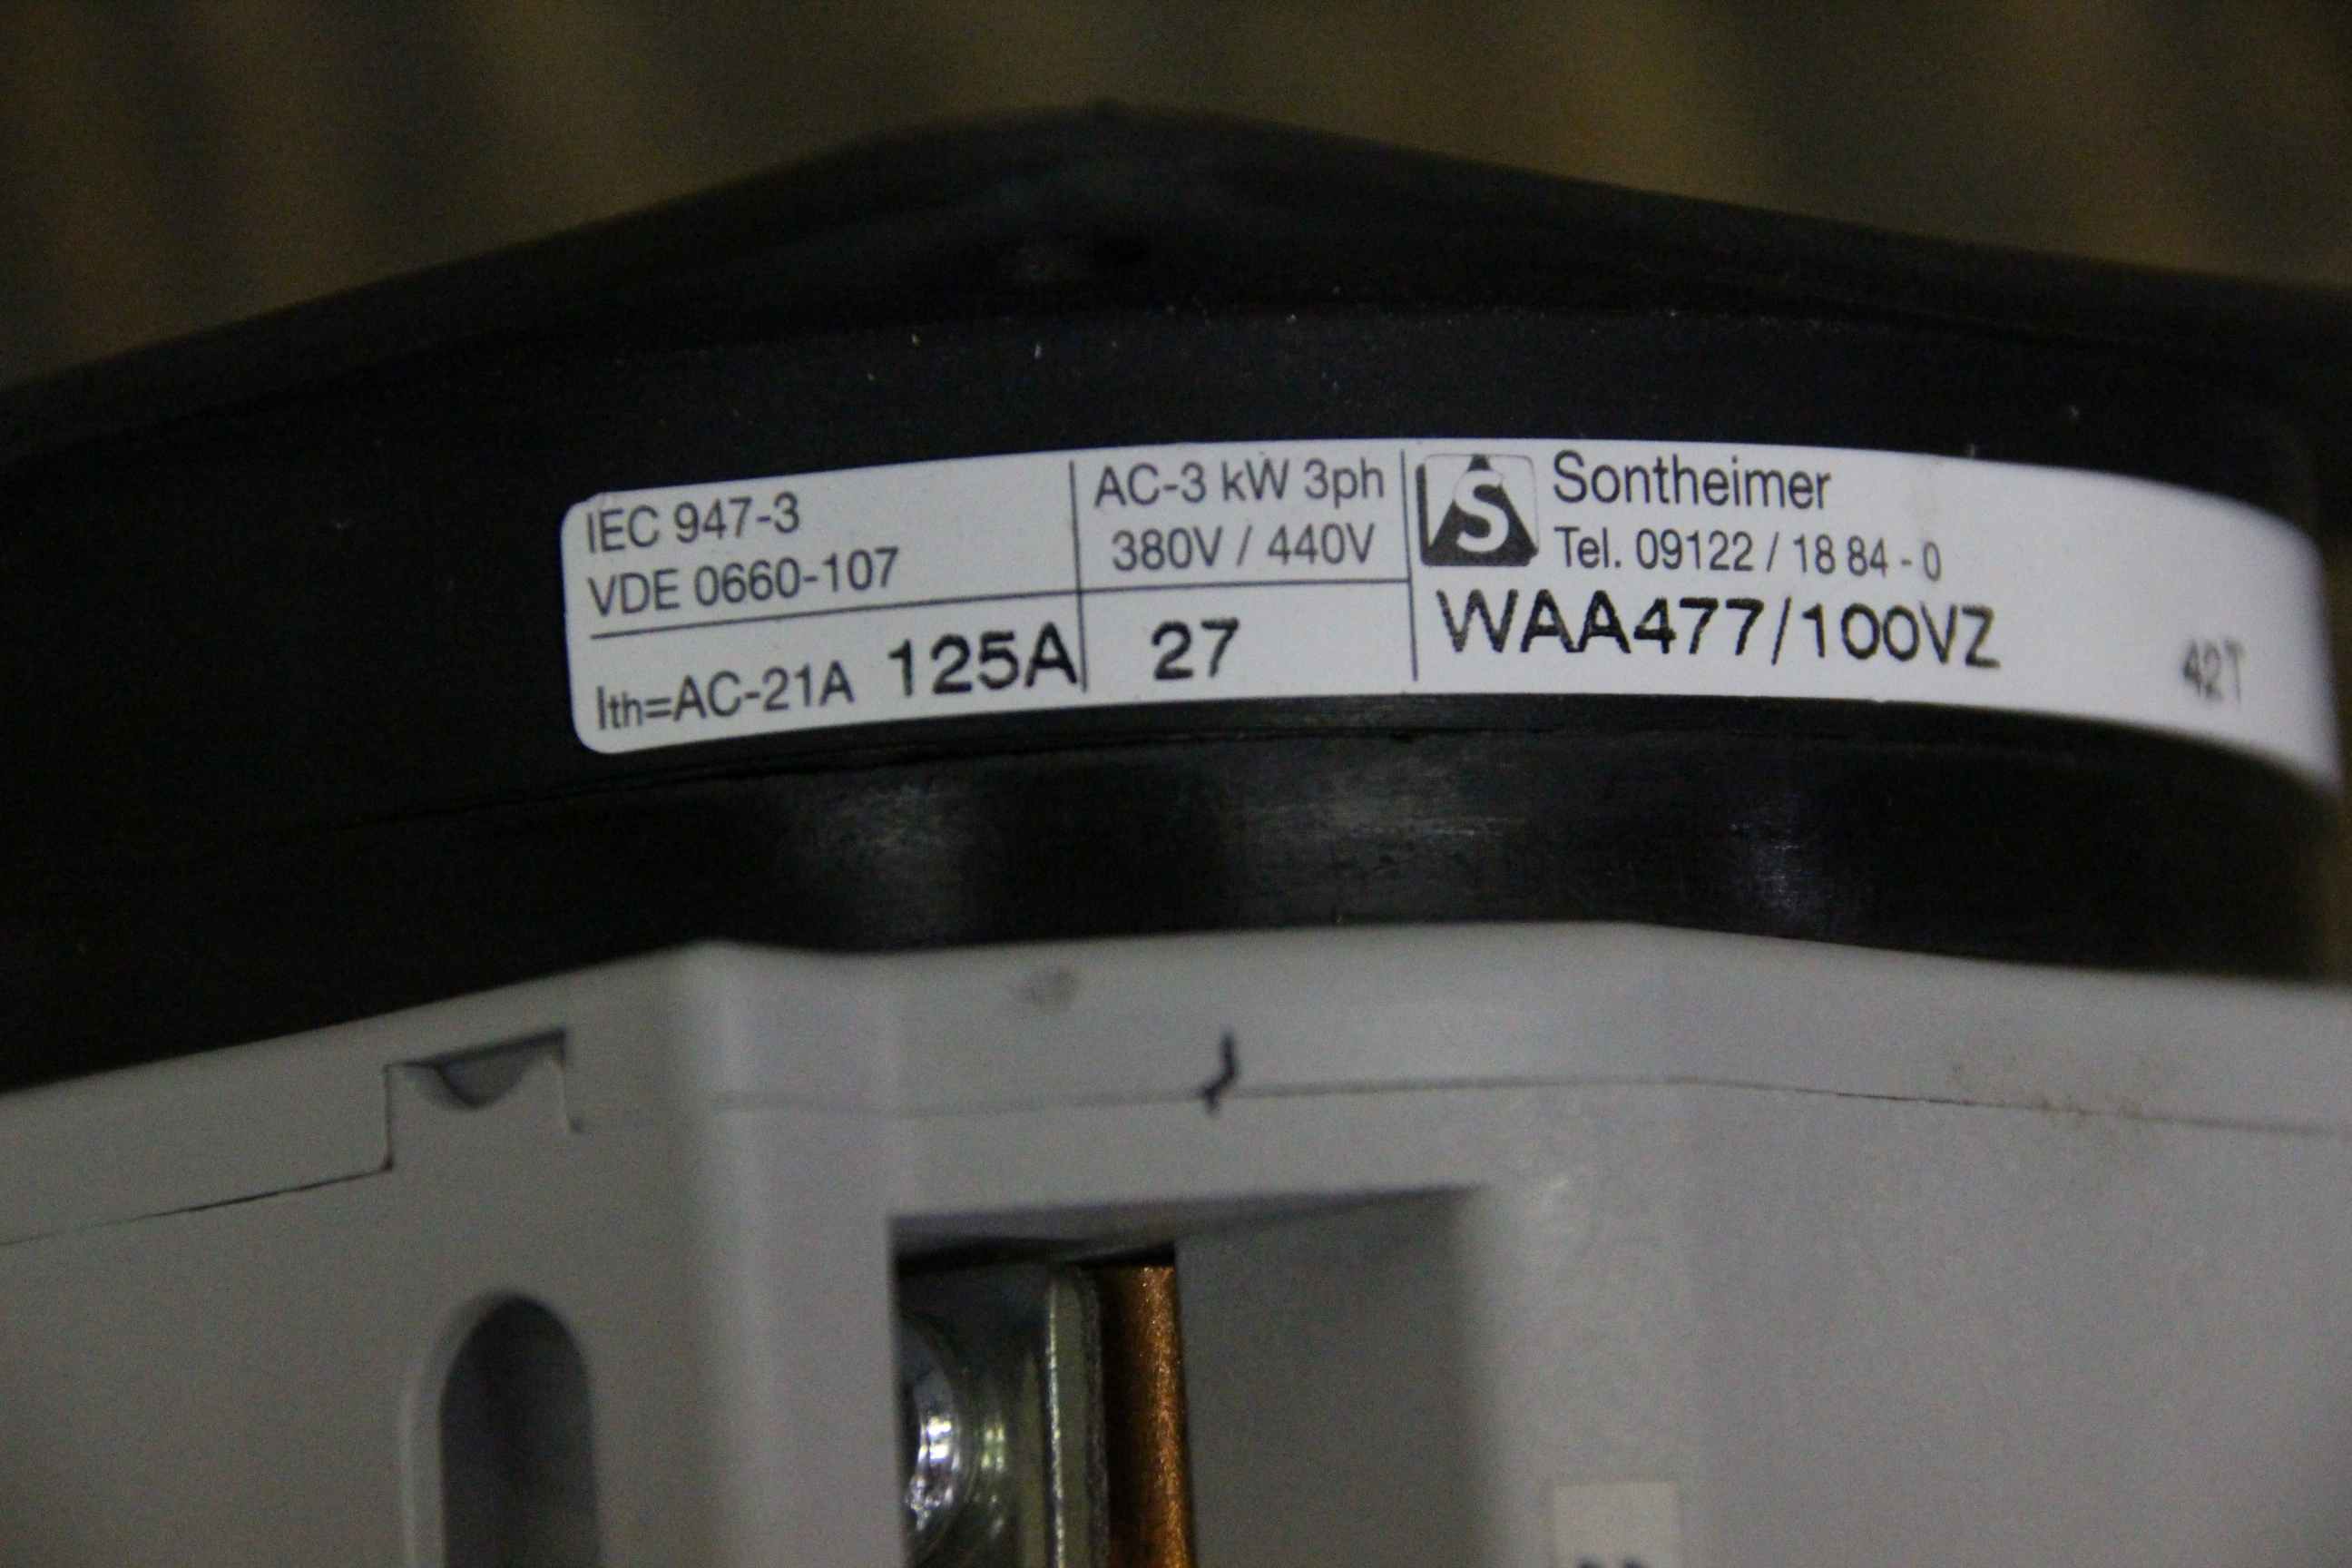 IEC 947-3
VDE 0660-107
Ith=AC-21A 125A
AC-3 kW 3ph
380V / 440V
27
S
Sontheimer
Tel. 09122 / 18 84 - 0
WAA477/100VZ
42T